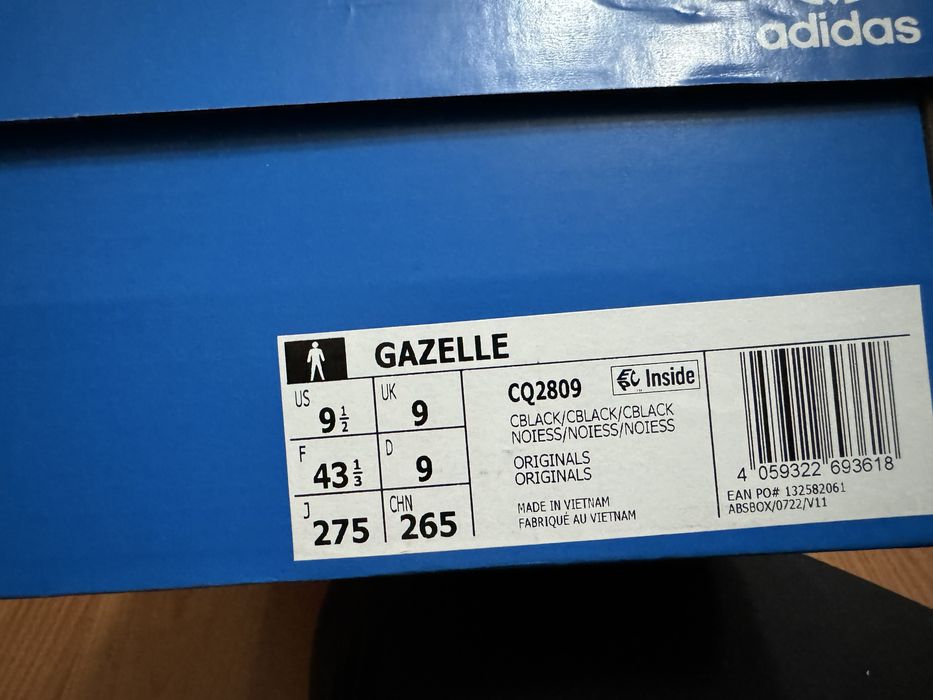 adidas
GAZELLE
US 9 1/2
UK 9
F 43 1/3
D 9
J 275
CHN 265
CQ2809
Inside
CBLACK/CBLACK/CBLACK
NOIESS/NOIESS/NOIESS
ORIGINALS
ORIGINALS
MADE IN VIETNAM
FABRIQUÉ AU VIETNAM
4 059322 693618
EAN PO# 132582061
ABSBOX/0722/V11